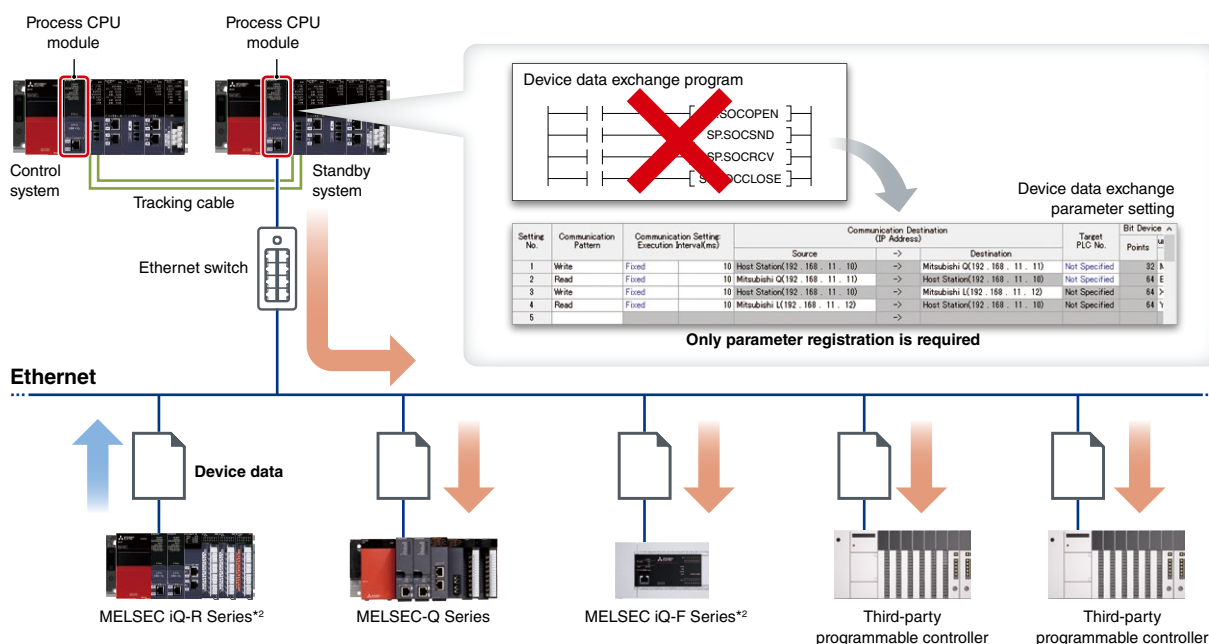 Process CPU
module
Process CPU
module
Control
system
Standby
system
Tracking cable
Ethernet switch
Device data exchange program
SOCOPEN
SP.SOCSND
SP.SOCRCV
OCCLOSE
Device data exchange
parameter setting
Setting No. Communication Pattern Communication Setting: Execution Interval(ms) Communication Destination (IP Address) Target PLC No. Bit Device
Source -> Destination Points
1 Write Fixed 10 Host Station(192 . 168 . 11 . 10) -> Mitsubishi Q(192 . 168 . 11 . 11) Not Specified 32
2 Read Fixed 10 Mitsubishi Q(192 . 168 . 11 . 11) -> Host Station(192 . 168 . 11 . 10) Not Specified 64
3 Write Fixed 10 Host Station(192 . 168 . 11 . 10) -> Mitsubishi L(192 . 168 . 11 . 12) Not Specified 64
4 Read Fixed 10 Mitsubishi L(192 . 168 . 11 . 12) -> Host Station(192 . 168 . 11 . 10) Not Specified 64
5 ->
Only parameter registration is required
Ethernet
Device data
MELSEC iQ-R Series*2
MELSEC-Q Series
MELSEC iQ-F Series*2
Third-party
programmable controller
Third-party
programmable controller